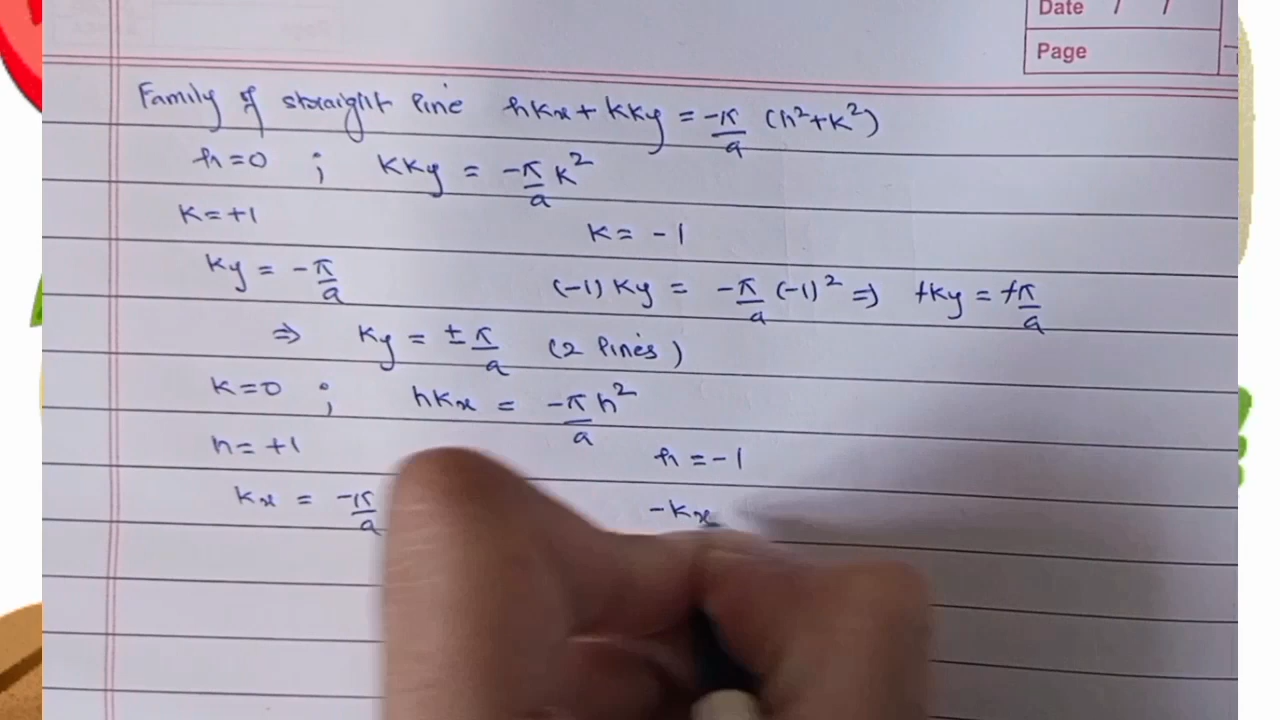 Date / /
Page
Family of straight line hkx + kky = -π/a (h²+k²)
h=0 ; kky = -π/a k²
k=+1 k= -1
ky = -π/a (-1) ky = -π/a (-1)² ⇒ +ky = +π/a
⇒ ky = ± π/a (2 lines)
k=0 ; hkx = -π/a h²
h= +1 h = -1
kx = -π/a -kx